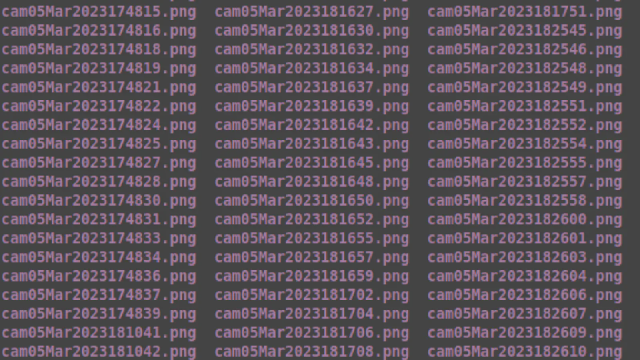 cam05Mar2023174815.png cam05Mar2023181627.png cam05Mar2023181751.png
cam05Mar2023174816.png cam05Mar2023181630.png cam05Mar2023182545.png
cam05Mar2023174818.png cam05Mar2023181632.png cam05Mar2023182546.png
cam05Mar2023174819.png cam05Mar2023181634.png cam05Mar2023182548.png
cam05Mar2023174821.png cam05Mar2023181637.png cam05Mar2023182549.png
cam05Mar2023174822.png cam05Mar2023181639.png cam05Mar2023182551.png
cam05Mar2023174824.png cam05Mar2023181642.png cam05Mar2023182552.png
cam05Mar2023174825.png cam05Mar2023181643.png cam05Mar2023182554.png
cam05Mar2023174827.png cam05Mar2023181645.png cam05Mar2023182555.png
cam05Mar2023174828.png cam05Mar2023181648.png cam05Mar2023182557.png
cam05Mar2023174830.png cam05Mar2023181650.png cam05Mar2023182558.png
cam05Mar2023174831.png cam05Mar2023181652.png cam05Mar2023182600.png
cam05Mar2023174833.png cam05Mar2023181655.png cam05Mar2023182601.png
cam05Mar2023174834.png cam05Mar2023181657.png cam05Mar2023182603.png
cam05Mar2023174836.png cam05Mar2023181659.png cam05Mar2023182604.png
cam05Mar2023174837.png cam05Mar2023181702.png cam05Mar2023182606.png
cam05Mar2023174839.png cam05Mar2023181704.png cam05Mar2023182607.png
cam05Mar2023181041.png cam05Mar2023181706.png cam05Mar2023182609.png
cam05Mar2023181042.png cam05Mar2023181708.png cam05Mar2023182610.png